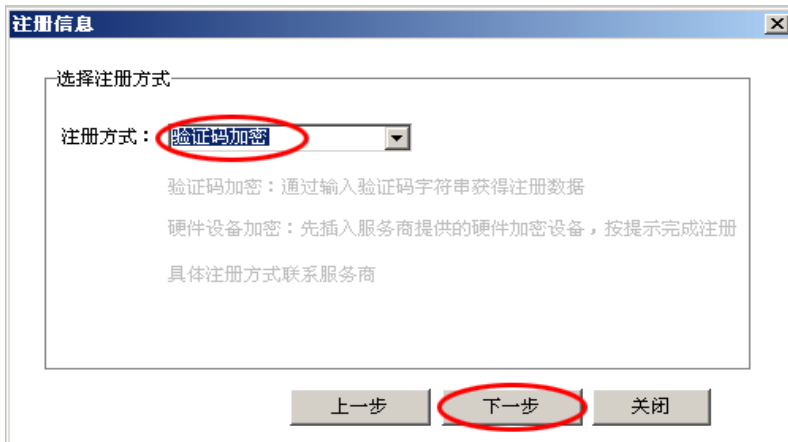 注册信息
选择注册方式
注册方式：验证码加密
验证码加密：通过输入验证码字符串获得注册数据
硬件设备加密：先插入服务商提供的硬件加密设备，按提示完成注册
具体注册方式联系服务商
上一步 下一步 关闭